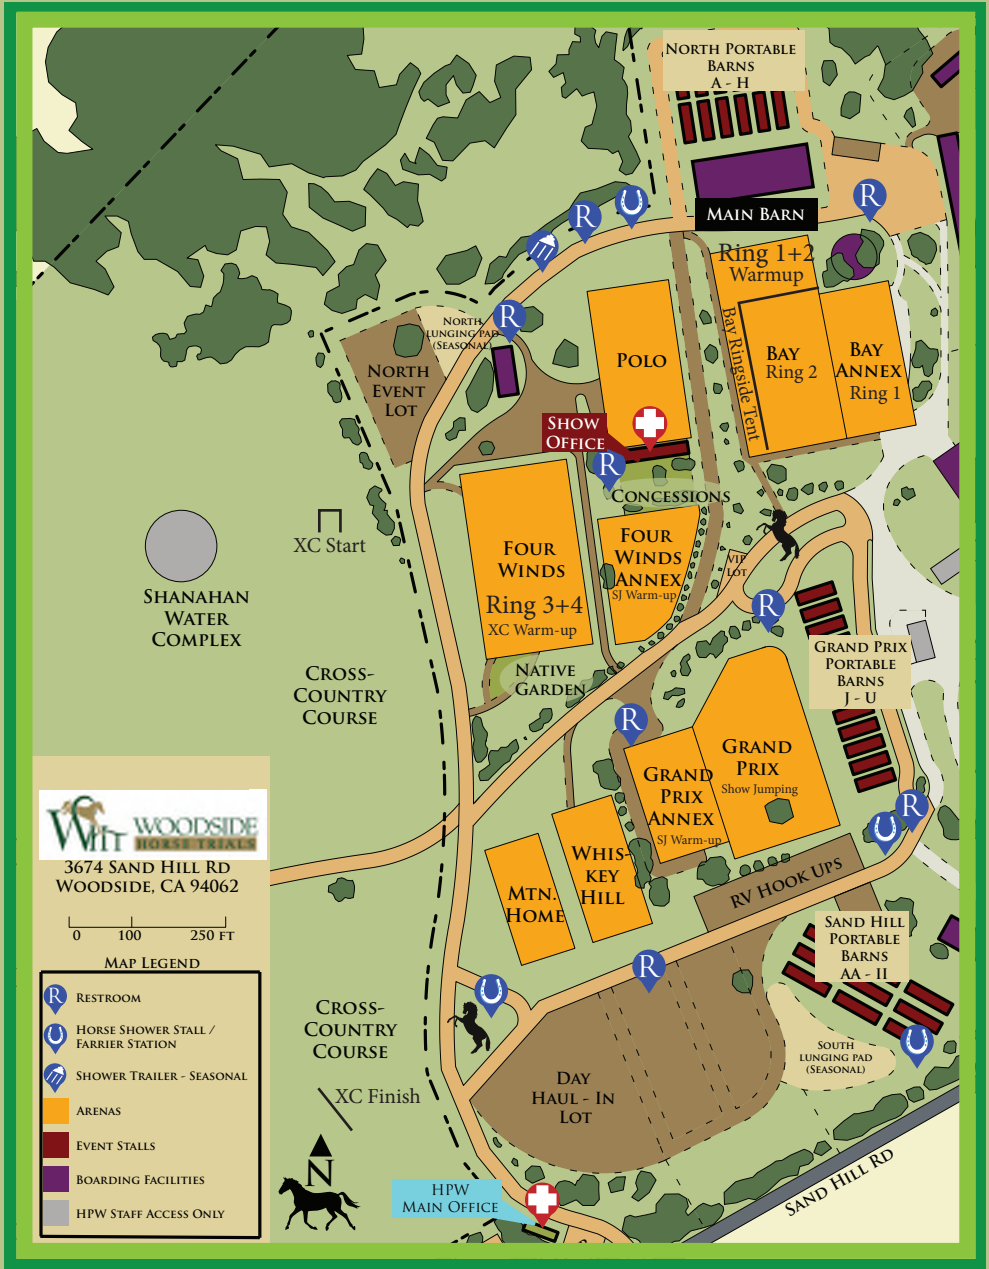 NORTH PORTABLE
BARNS
A - H
R
MAIN BARN
R
Ring 1+2
Warmup
NORTH
LUNGING PAD
(SEASONAL)
R
Bay Ringside Tent
POLO
BAY
Ring 2
BAY
ANNEX
Ring 1
NORTH
EVENT
LOT
SHOW
OFFICE
R
CONCESSIONS
XC Start
FOUR
WINDS
Ring 3+4
XC Warm-up
FOUR
WINDS
ANNEX
SJ Warm-up
VIP
LOT
R
SHANAHAN
WATER
COMPLEX
GRAND PRIX
PORTABLE
BARNS
J - U
CROSS-
COUNTRY
COURSE
NATIVE
GARDEN
R
GRAND
PRIX
Show Jumping
GRAND
PRIX
ANNEX
SJ Warm-up
R
WHIS-
KEY
HILL
MTN.
HOME
RV HOOK UPS
SAND HILL
PORTABLE
BARNS
AA - II
R
CROSS-
COUNTRY
COURSE
SOUTH
LUNGING PAD
(SEASONAL)
DAY
HAUL - IN
LOT
XC Finish
N
HPW
MAIN OFFICE
SAND HILL RD
WHT WOODSIDE
HORSE TRIALS
3674 SAND HILL RD
WOODSIDE, CA 94062
0 100 250 FT
MAP LEGEND
R RESTROOM
HORSE SHOWER STALL /
FARRIER STATION
SHOWER TRAILER - SEASONAL
ARENAS
EVENT STALLS
BOARDING FACILITIES
HPW STAFF ACCESS ONLY